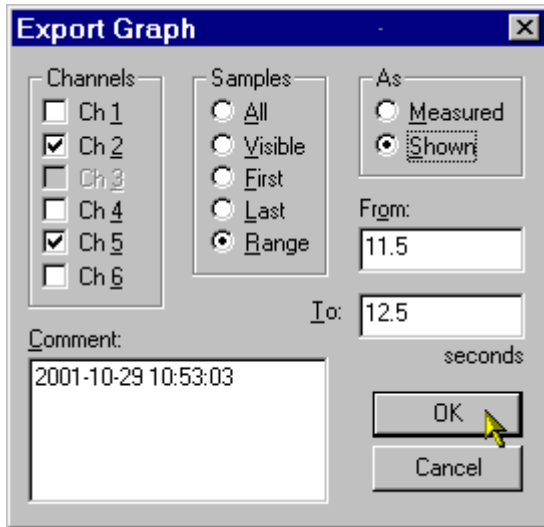 Export Graph
Channels
Ch 1
Ch 2
Ch 3
Ch 4
Ch 5
Ch 6
Samples
All
Visible
First
Last
Range
As
Measured
Shown
From:
11.5
To:
12.5
seconds
Comment:
2001-10-29 10:53:03
OK
Cancel